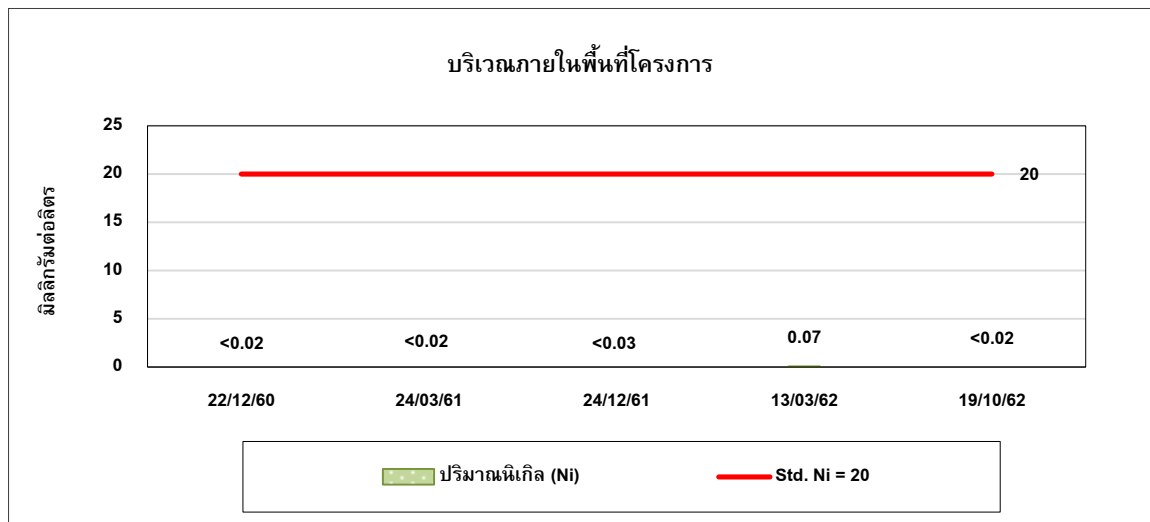 บริเวณภายในพื้นที่โครงการ
มิลลิกรัมต่อลิตร
25
20
20
15
10
5
<0.02 <0.02 <0.03 0.07 <0.02
0
22/12/60 24/03/61 24/12/61 13/03/62 19/10/62
ปริมาณนิเกิล (Ni) Std. Ni = 20